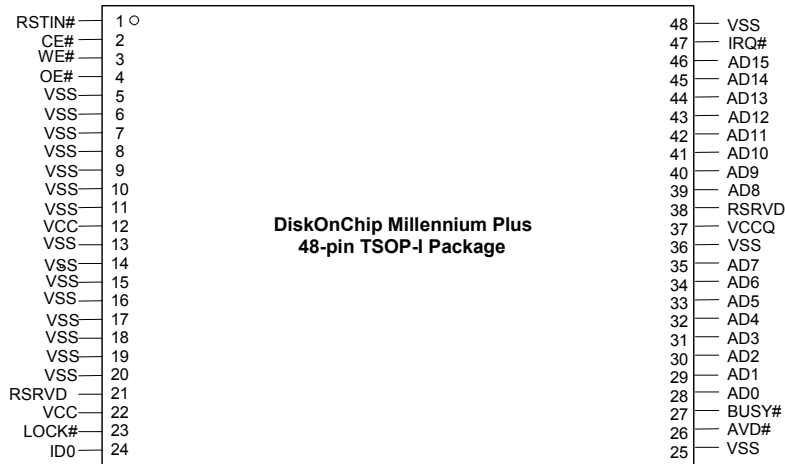 RSTIN# 1 48 VSS
CE# 2 47 IRQ#
WE# 3 46 AD15
OE# 4 45 AD14
VSS 5 44 AD13
VSS 6 43 AD12
VSS 7 42 AD11
VSS 8 41 AD10
VSS 9 40 AD9
VSS 10 39 AD8
VSS 11 38 RSRVD
VCC 12 DiskOnChip Millennium Plus 37 VCCQ
VSS 13 48-pin TSOP-I Package 36 VSS
VSS 14 35 AD7
VSS 15 34 AD6
VSS 16 33 AD5
VSS 17 32 AD4
VSS 18 31 AD3
VSS 19 30 AD2
VSS 20 29 AD1
RSRVD 21 28 AD0
VCC 22 27 BUSY#
LOCK# 23 26 AVD#
ID0 24 25 VSS